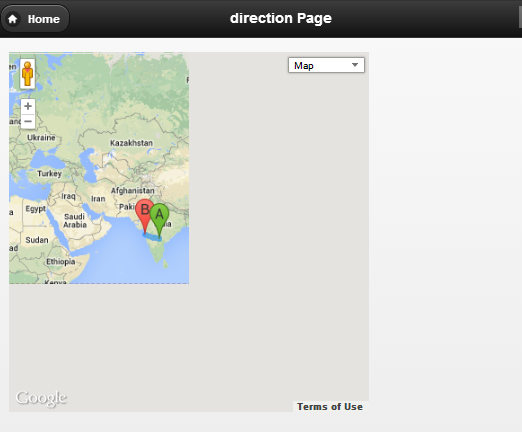 Home
direction Page
Map
Ukraine
Kazakhstan
Turkey
Afghanistan
Iraq
Iran
Egypt
Saudi
Arabia
B
A
Sudan
Ethiopia
Kenya
Google
Terms of Use